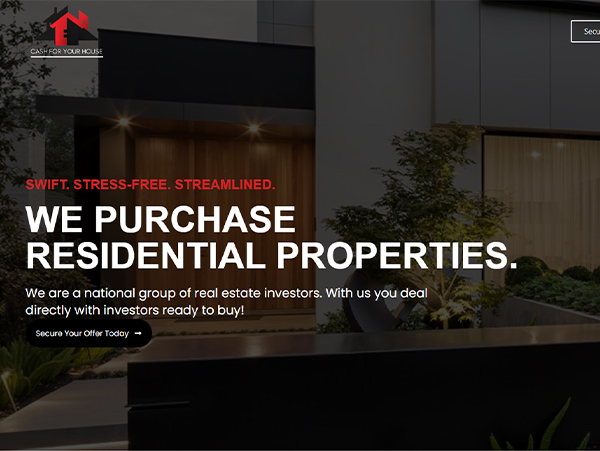 CASH FOR YOUR HOUSE
SWIFT. STRESS-FREE. STREAMLINED.
WE PURCHASE
RESIDENTIAL PROPERTIES.
We are a national group of real estate investors. With us you deal
directly with investors ready to buy!
Secure Your Offer Today